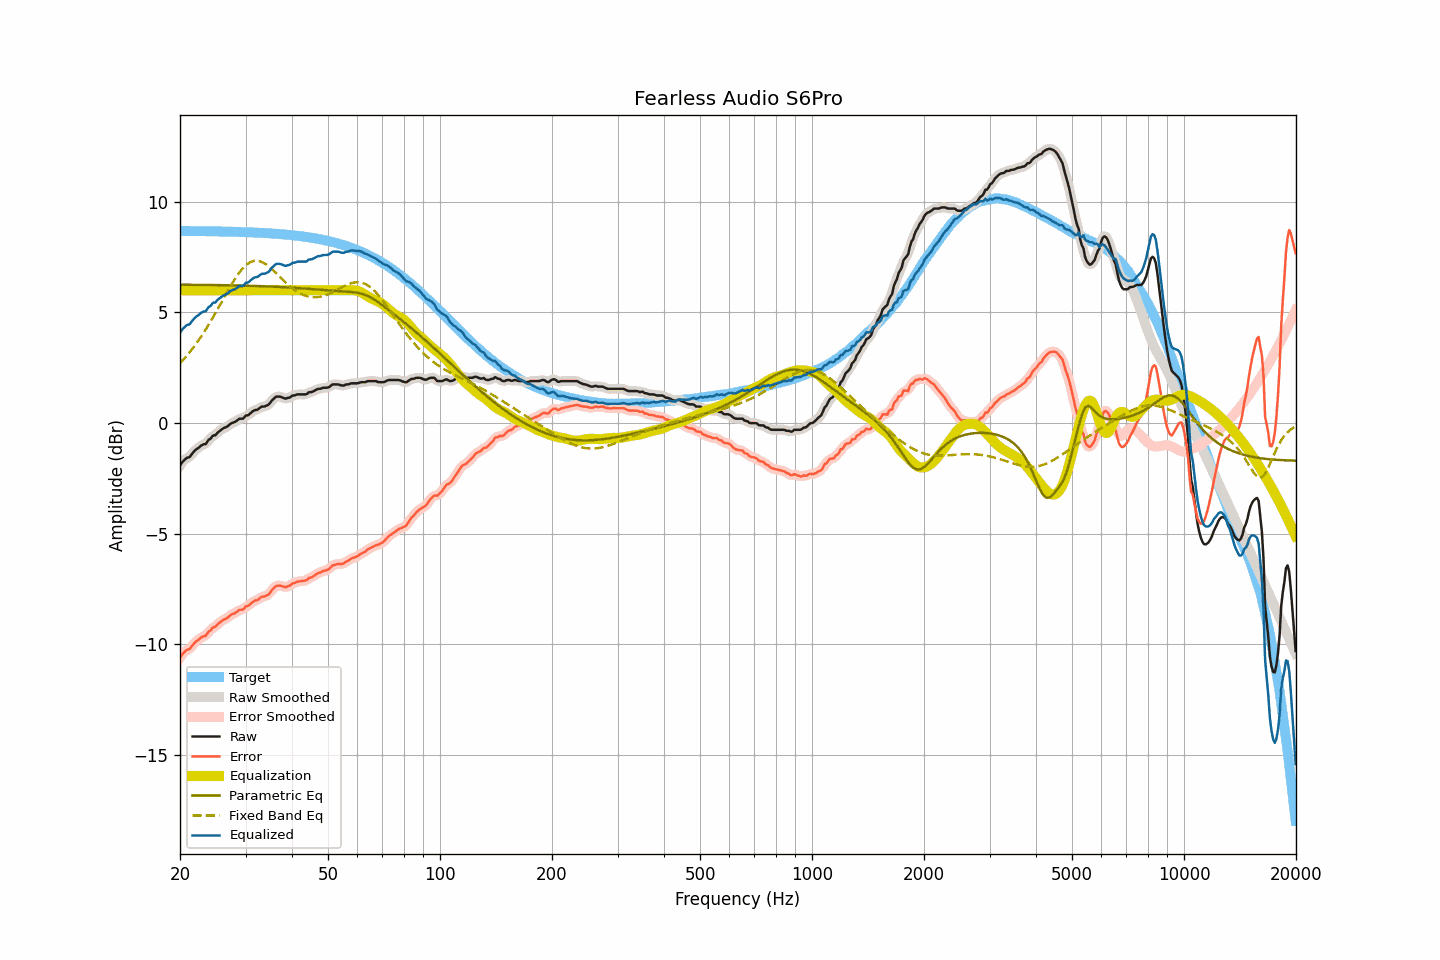 Fearless Audio S6Pro
Amplitude (dBr)
10
5
0
−5
−10
−15
Target
Raw Smoothed
Error Smoothed
Raw
Error
Equalization
Parametric Eq
Fixed Band Eq
Equalized
20 50 100 200 500 1000 2000 5000 10000 20000
Frequency (Hz)